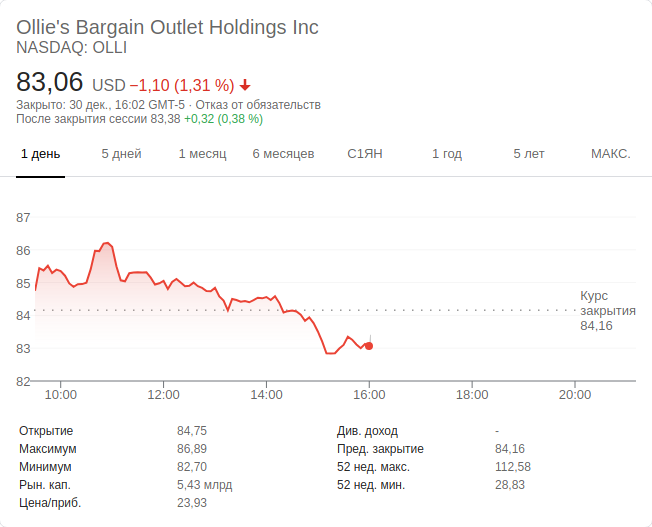 Ollie's Bargain Outlet Holdings Inc
NASDAQ: OLLI
83,06 USD −1,10 (1,31 %)
Закрыто: 30 дек., 16:02 GMT-5 · Отказ от обязательств
После закрытия сессии 83,38 +0,32 (0,38 %)
1 день 5 дней 1 месяц 6 месяцев С1ЯН 1 год 5 лет МАКС.
87
86
85
84
83
82
Курс
закрытия
84,16
10:00 12:00 14:00 16:00 18:00 20:00
Открытие 84,75 Див. доход -
Максимум 86,89 Пред. закрытие 84,16
Минимум 82,70 52 нед. макс. 112,58
Рын. кап. 5,43 млрд 52 нед. мин. 28,83
Цена/приб. 23,93